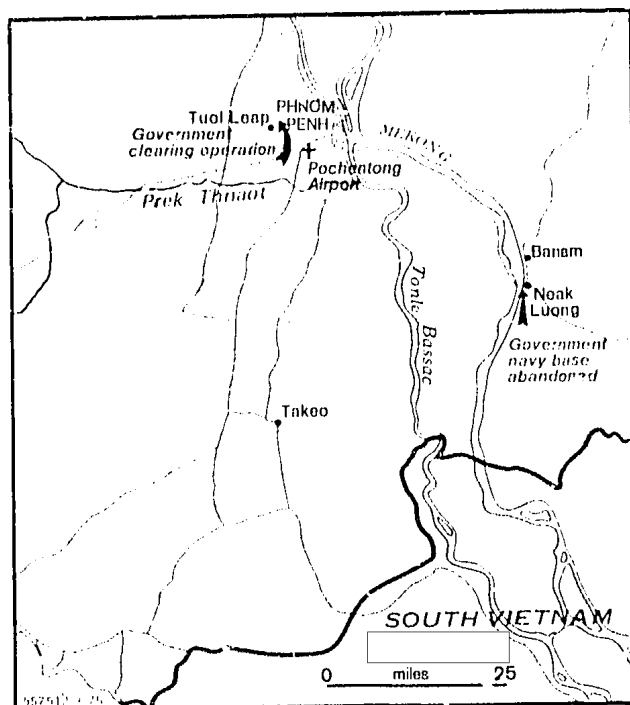 PHNOM
PENH
Tuol Leap
Government
clearing operation
MEKONG
Pochentong
Airport
Prek Thnaot
Banam
Neak
Luong
Government
navy base
abandoned
Tonle Bassac
Takeo
SOUTH VIETNAM
0 miles 25